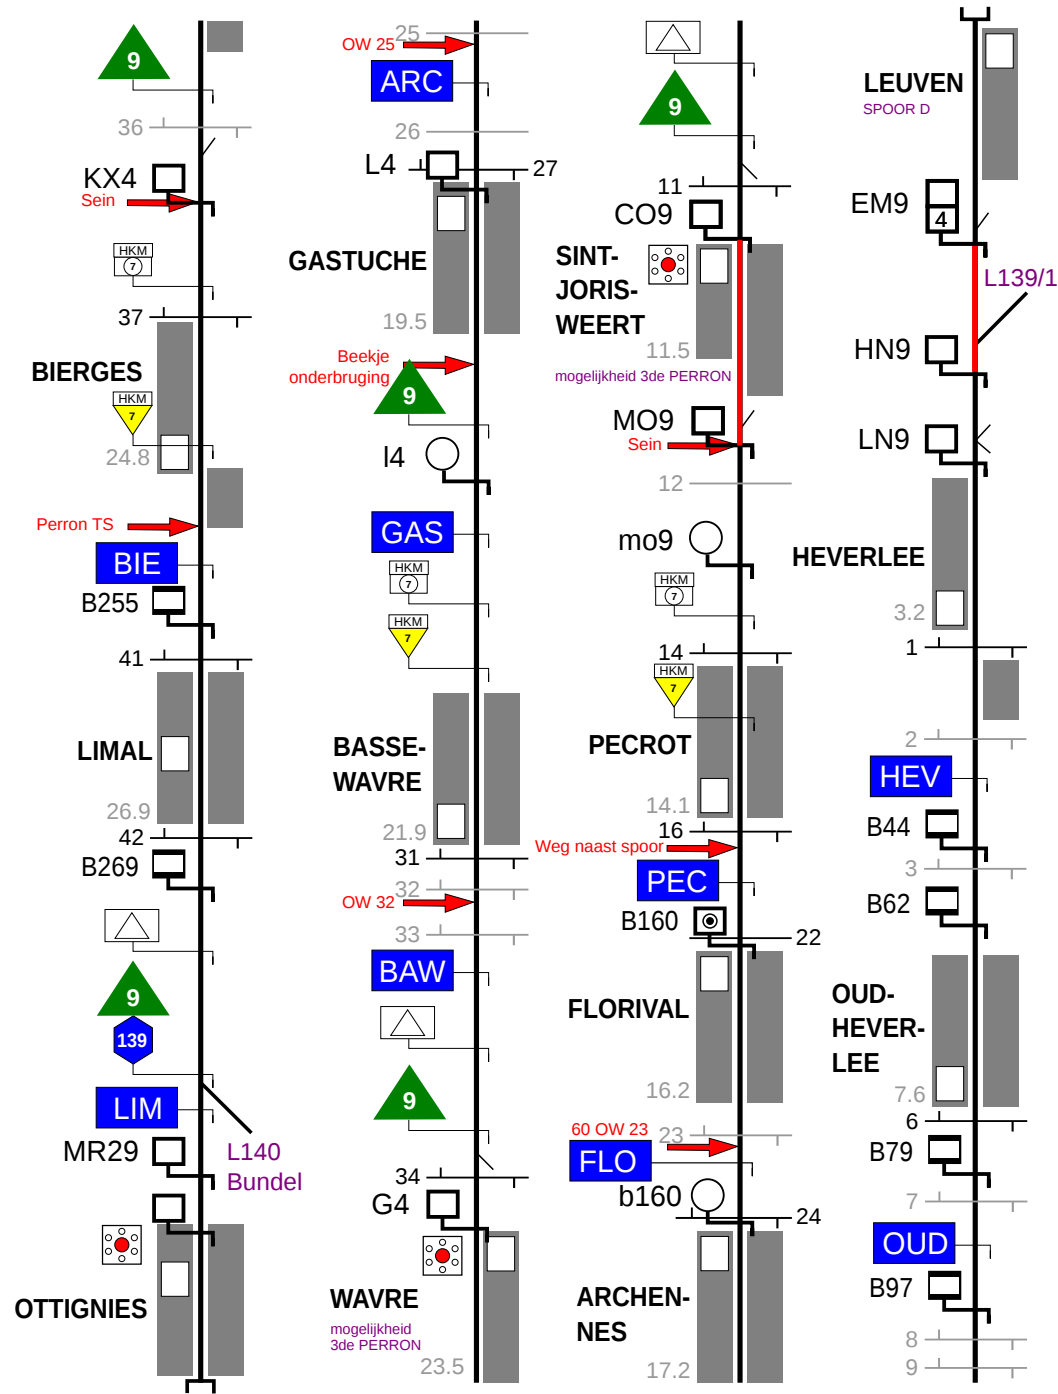 9
36
KX4
Sein
HKM
7
37
BIERGES
HKM
7
24.8
Perron TS
BIE
B255
41
LIMAL
26.9
42
B269
9
139
LIM
MR29
L140
Bundel
OTTIGNIES
25
OW 25
ARC
26
L4
27
GASTUCHE
19.5
Beekje
onderbruging
9
l4
GAS
HKM
7
HKM
7
BASSE-
WAVRE
21.9
31
32
OW 32
33
BAW
9
34
G4
WAVRE
mogelijkheid
3de PERRON
23.5
9
11
CO9
SINT-
JORIS-
WEERT
11.5
mogelijkheid 3de PERRON
MO9
Sein
12
mo9
HKM
7
14
HKM
7
PECROT
14.1
16
Weg naast spoor
PEC
B160
22
FLORIVAL
16.2
60 OW 23
23
FLO
b160
24
ARCHEN-
NES
17.2
LEUVEN
SPOOR D
EM9
4
L139/1
HN9
LN9
HEVERLEE
3.2
1
2
HEV
B44
3
B62
OUD-
HEVER-
LEE
7.6
6
B79
7
OUD
B97
8
9